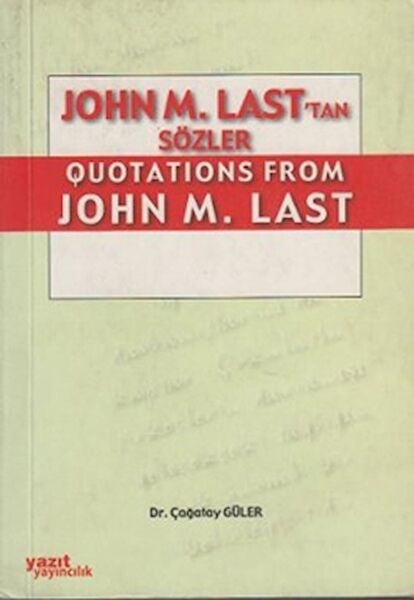 JOHN M. LAST'TAN
SÖZLER
QUOTATIONS FROM
JOHN M. LAST
Dr. Çağatay GÜLER
yazıt
yayıncılık